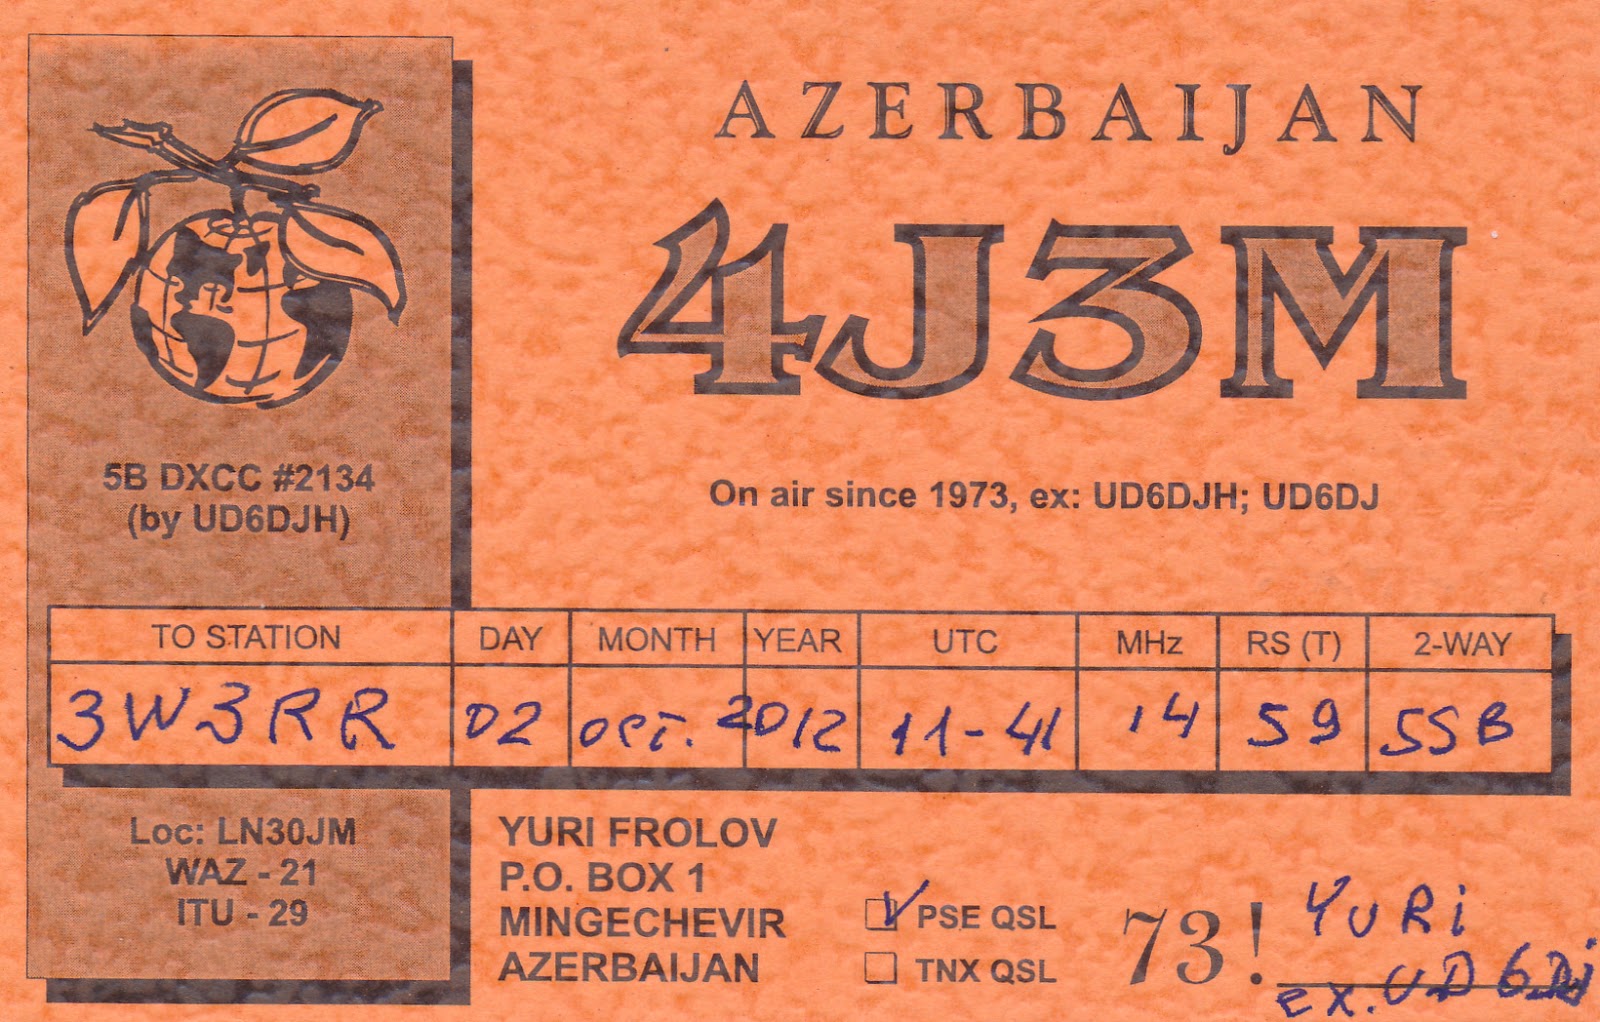 AZERBAIJAN
4J3M
5B DXCC #2134
(by UD6DJH)
On air since 1973, ex: UD6DJH; UD6DJ
TO STATION DAY MONTH YEAR UTC MHz RS (T) 2-WAY
3W3RR 02 OCT. 2012 11-41 14 59 SSB
Loc: LN30JM
WAZ - 21
ITU - 29
YURI FROLOV
P.O. BOX 1
MINGECHEVIR
AZERBAIJAN
PSE QSL
TNX QSL
73! YURi
ex. UD6DJ